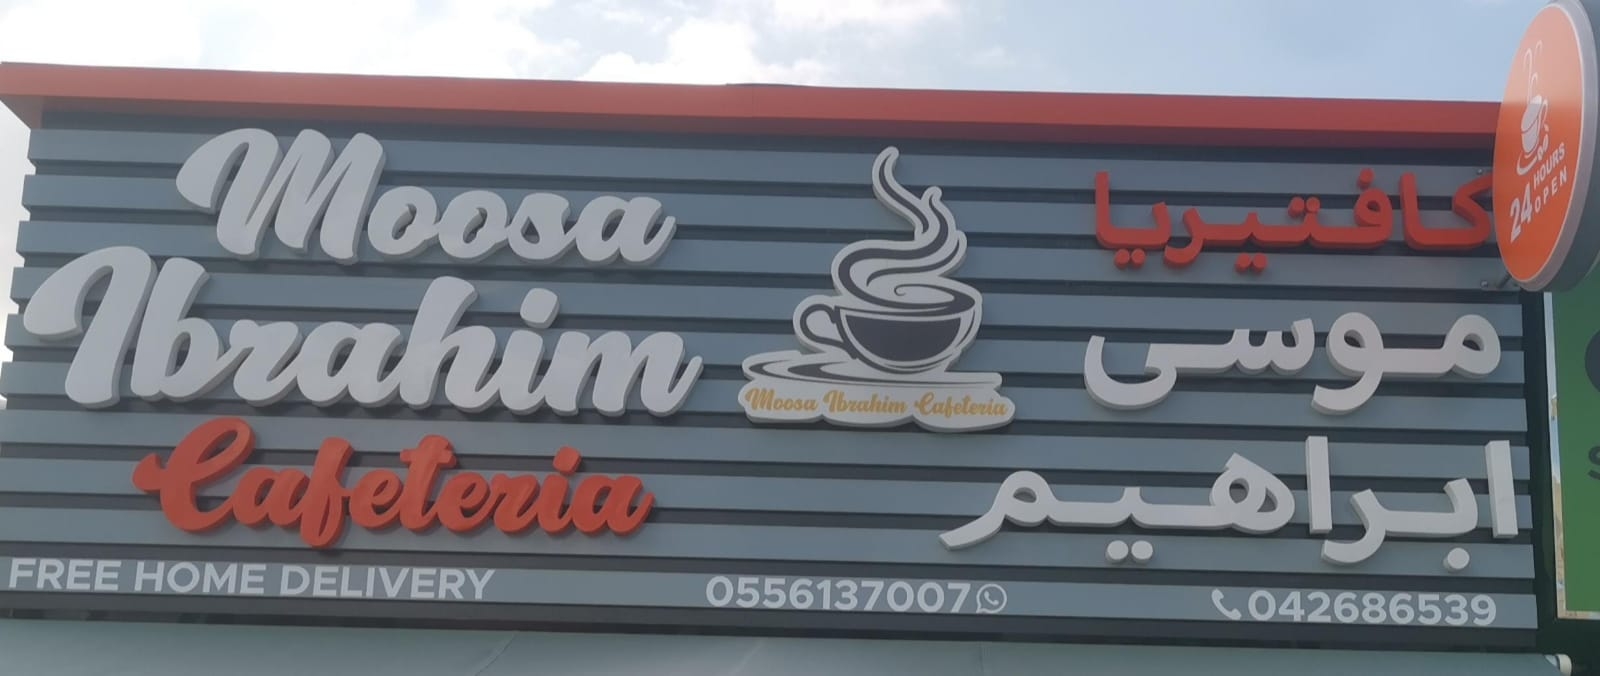 Moosa
Ibrahim
Cafeteria
Moosa Ibrahim Cafeteria
كافتيريا
موسى
ابراهيم
24 HOURS
OPEN
FREE HOME DELIVERY
0556137007
042686539